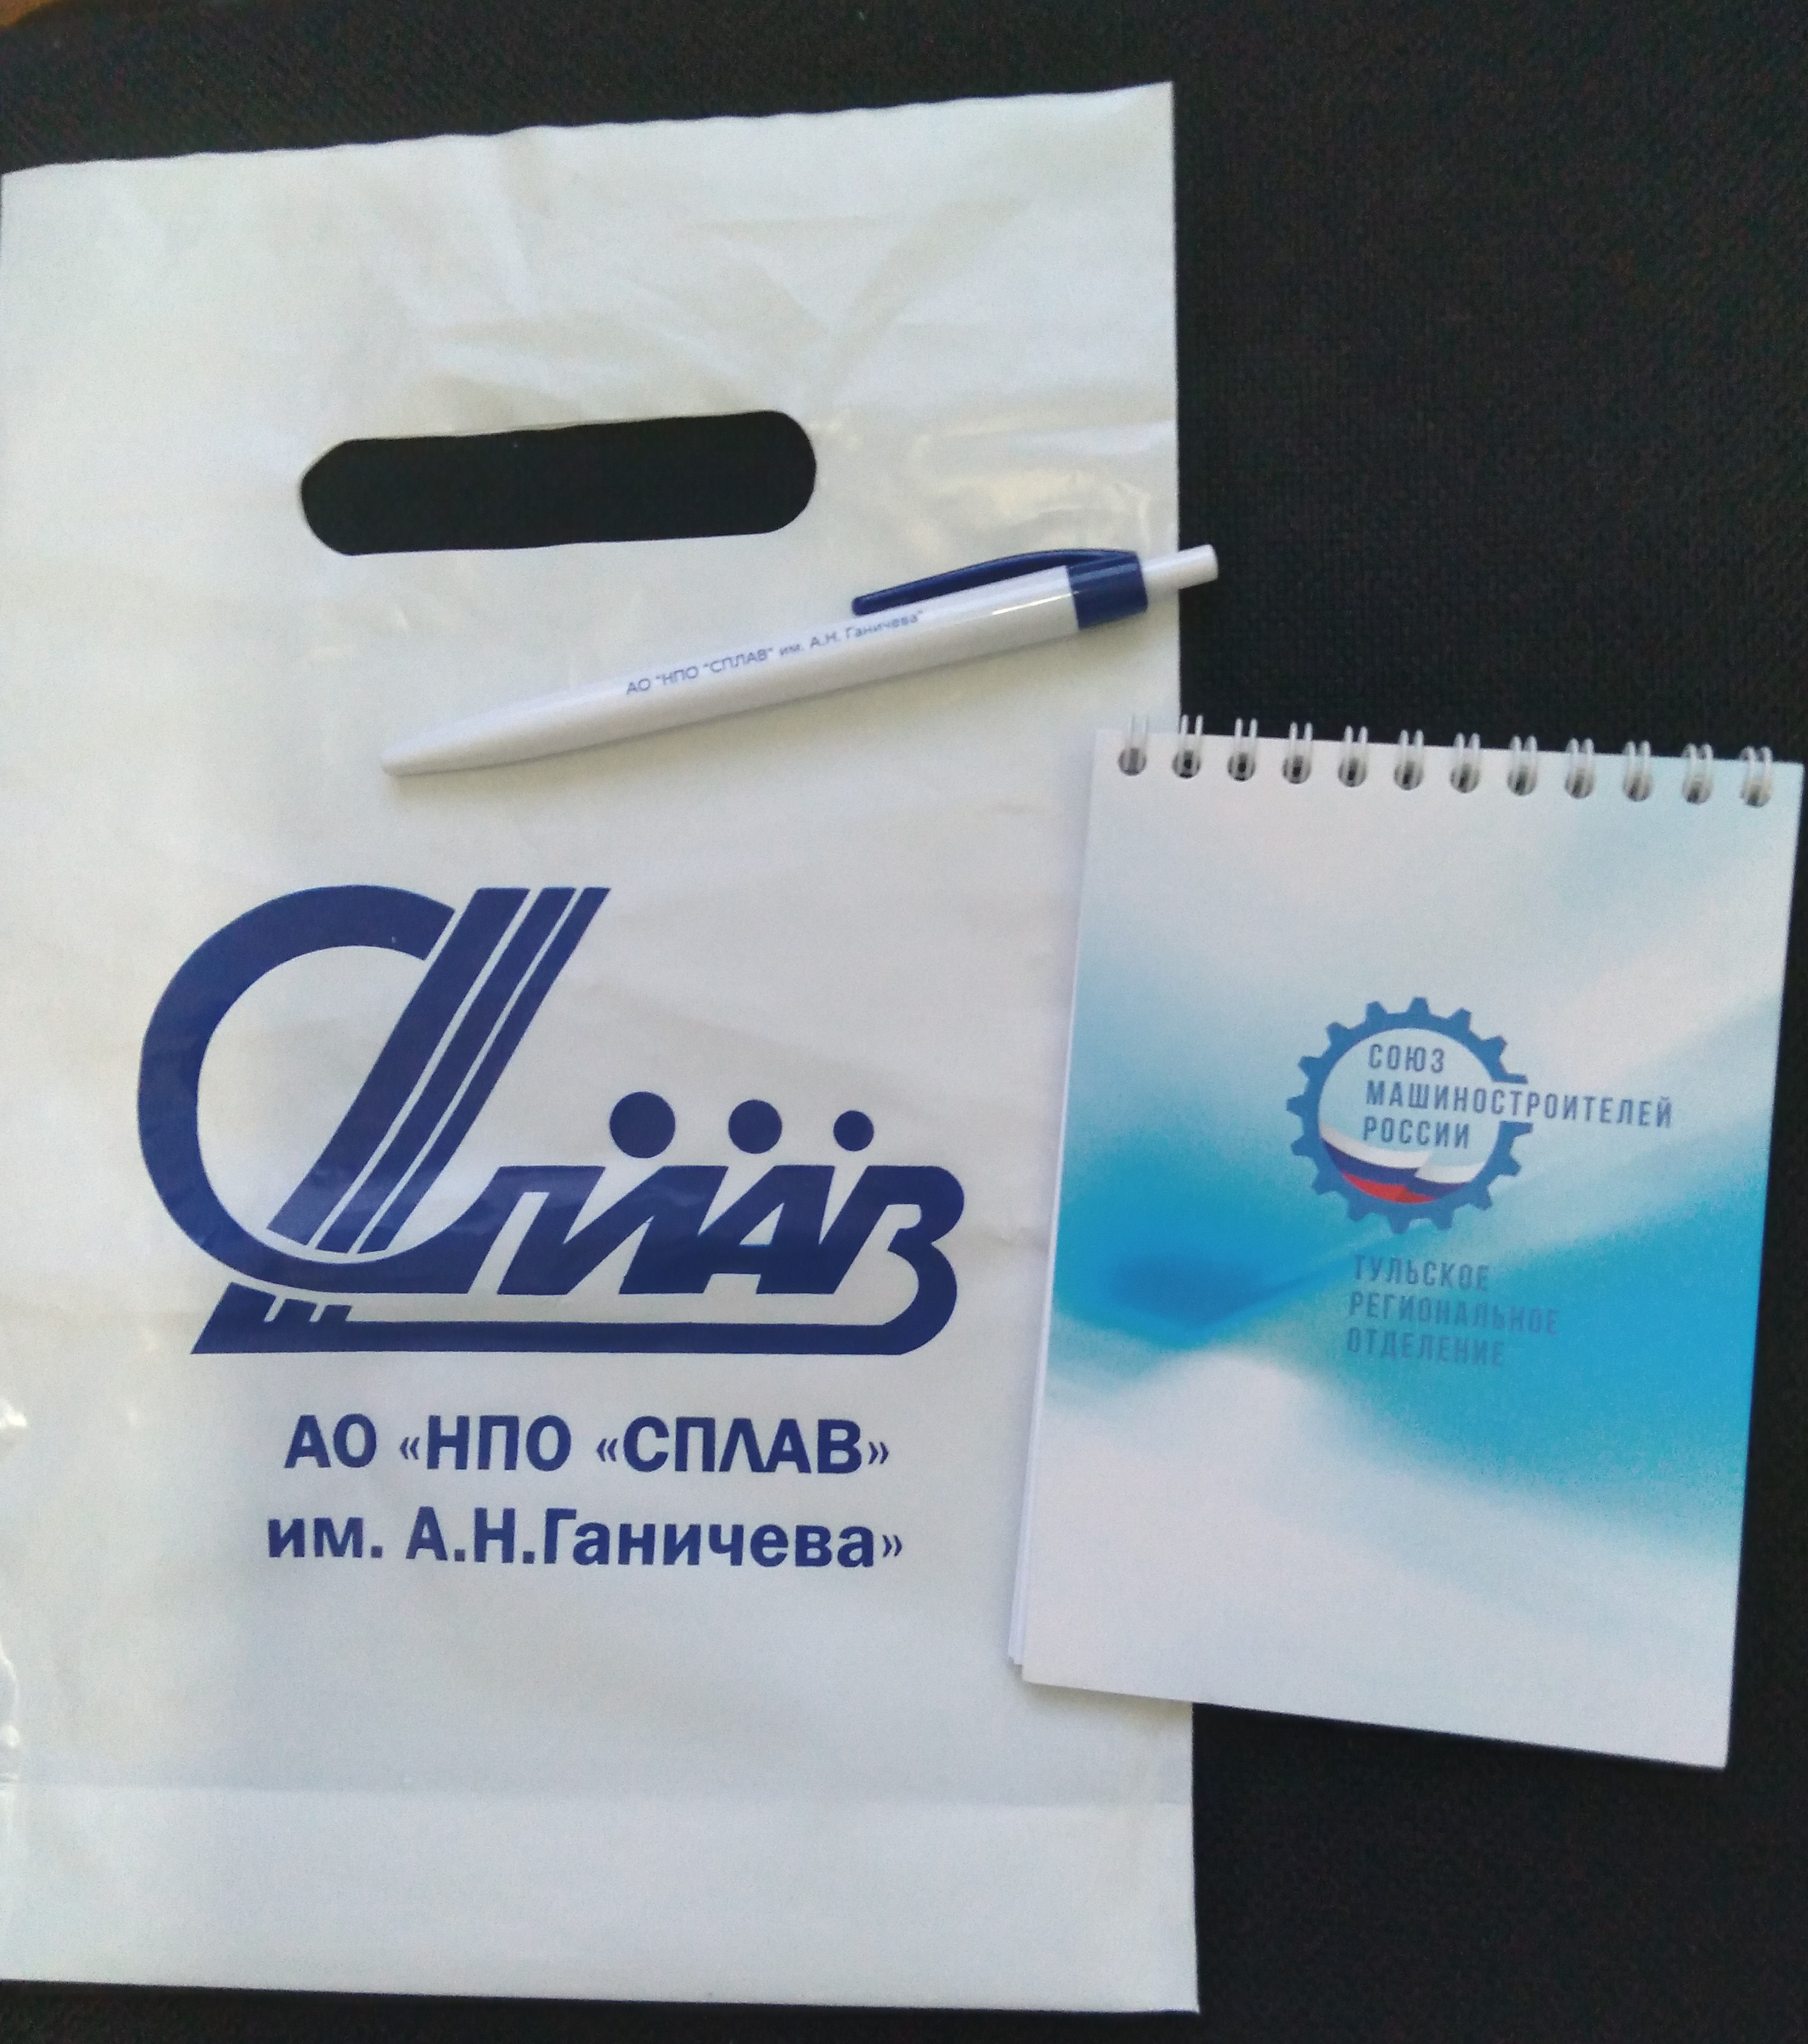 АО "НПО "СПЛАВ" им. А.Н. Ганичева"
Сплав
АО «НПО «СПЛАВ»
им. А.Н.Ганичева»
СОЮЗ
МАШИНОСТРОИТЕЛЕЙ
РОССИИ
ТУЛЬСКОЕ
РЕГИОНАЛЬНОЕ
ОТДЕЛЕНИЕ